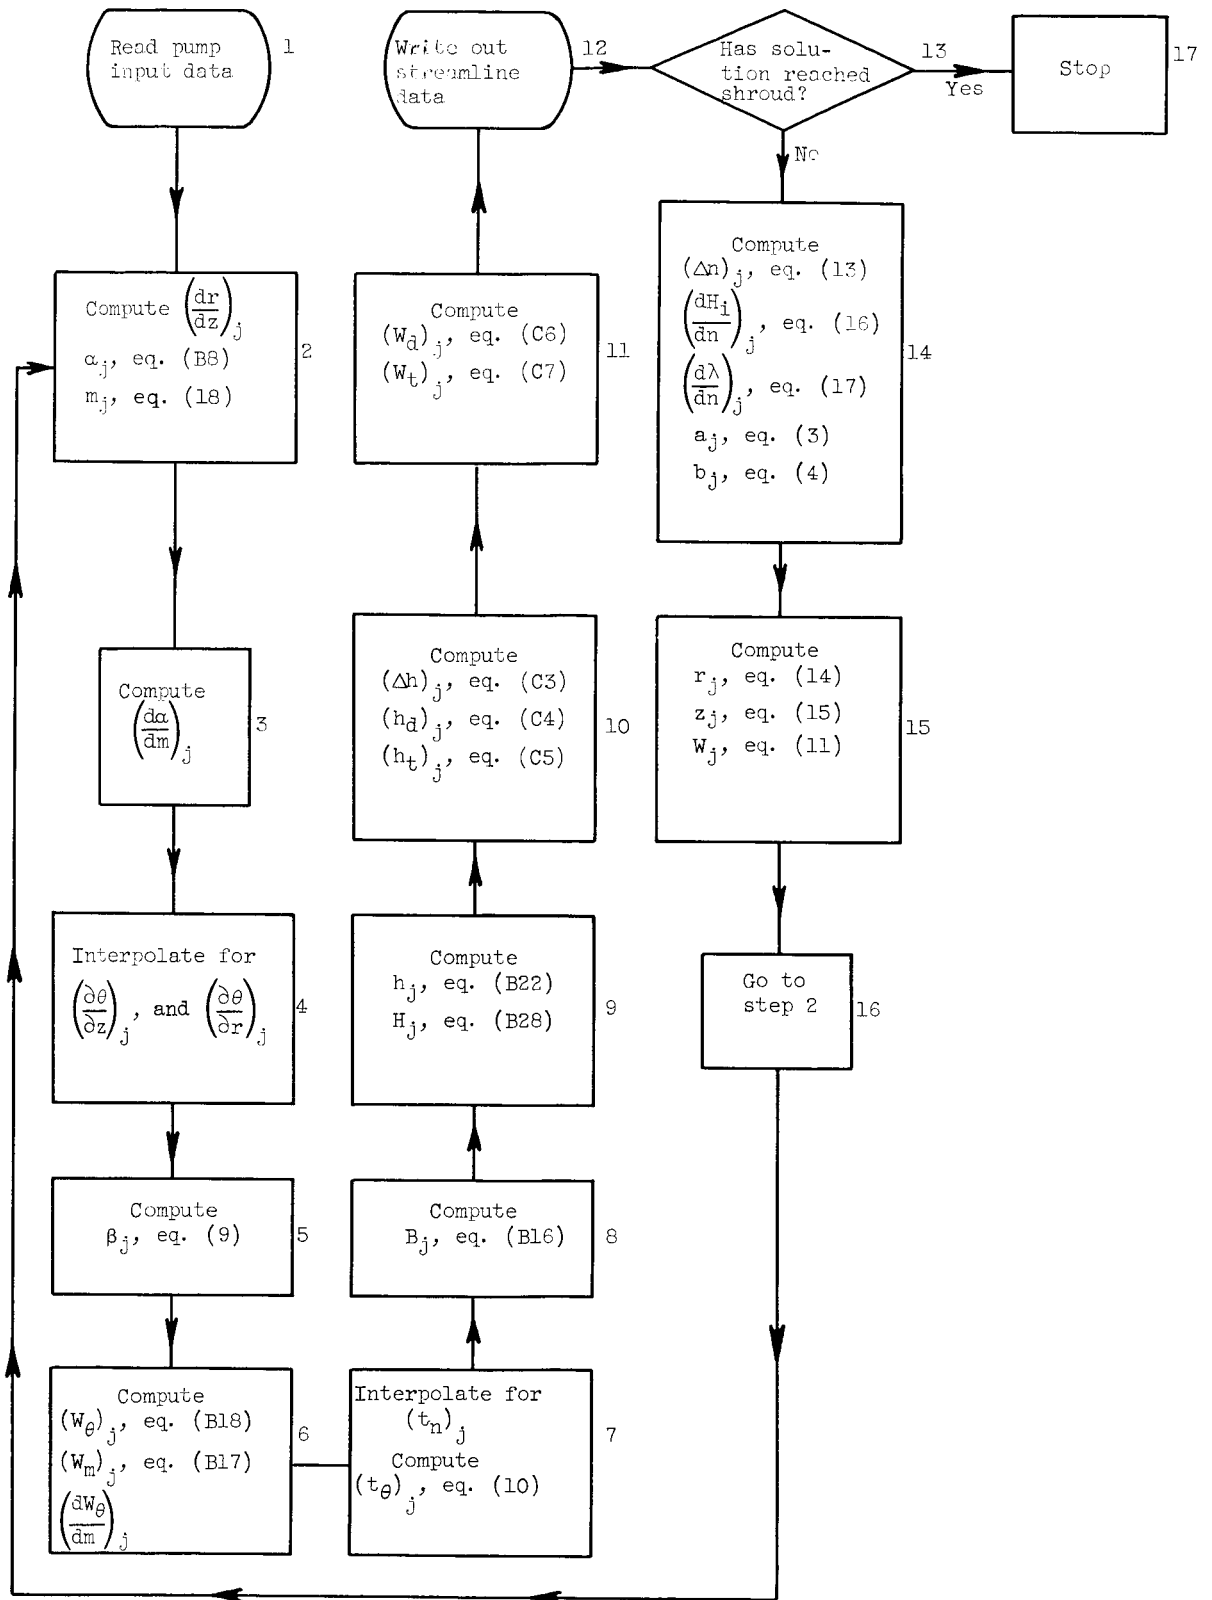 Read pump
input data
1
Compute (dr/dz)j
αj, eq. (B8)
mj, eq. (18)
2
Compute
(dα/dm)j
3
Interpolate for
(∂θ/∂z)j, and (∂θ/∂r)j
4
Compute
βj, eq. (9)
5
Compute
(Wθ)j, eq. (B18)
(Wm)j, eq. (B17)
(dWθ/dm)j
6
Interpolate for
(tn)j
Compute
(tθ)j, eq. (10)
7
Compute
Bj, eq. (B16)
8
Compute
hj, eq. (B22)
Hj, eq. (B28)
9
Compute
(Δh)j, eq. (C3)
(hd)j, eq. (C4)
(ht)j, eq. (C5)
10
Compute
(Wd)j, eq. (C6)
(Wt)j, eq. (C7)
11
Write out
streamline
data
12
Has solu-
tion reached
shroud?
13
Yes
Stop
17
No
Compute
(Δn)j, eq. (13)
(dHi/dn)j, eq. (16)
(dλ/dn)j, eq. (17)
aj, eq. (3)
bj, eq. (4)
14
Compute
rj, eq. (14)
zj, eq. (15)
Wj, eq. (11)
15
Go to
step 2
16